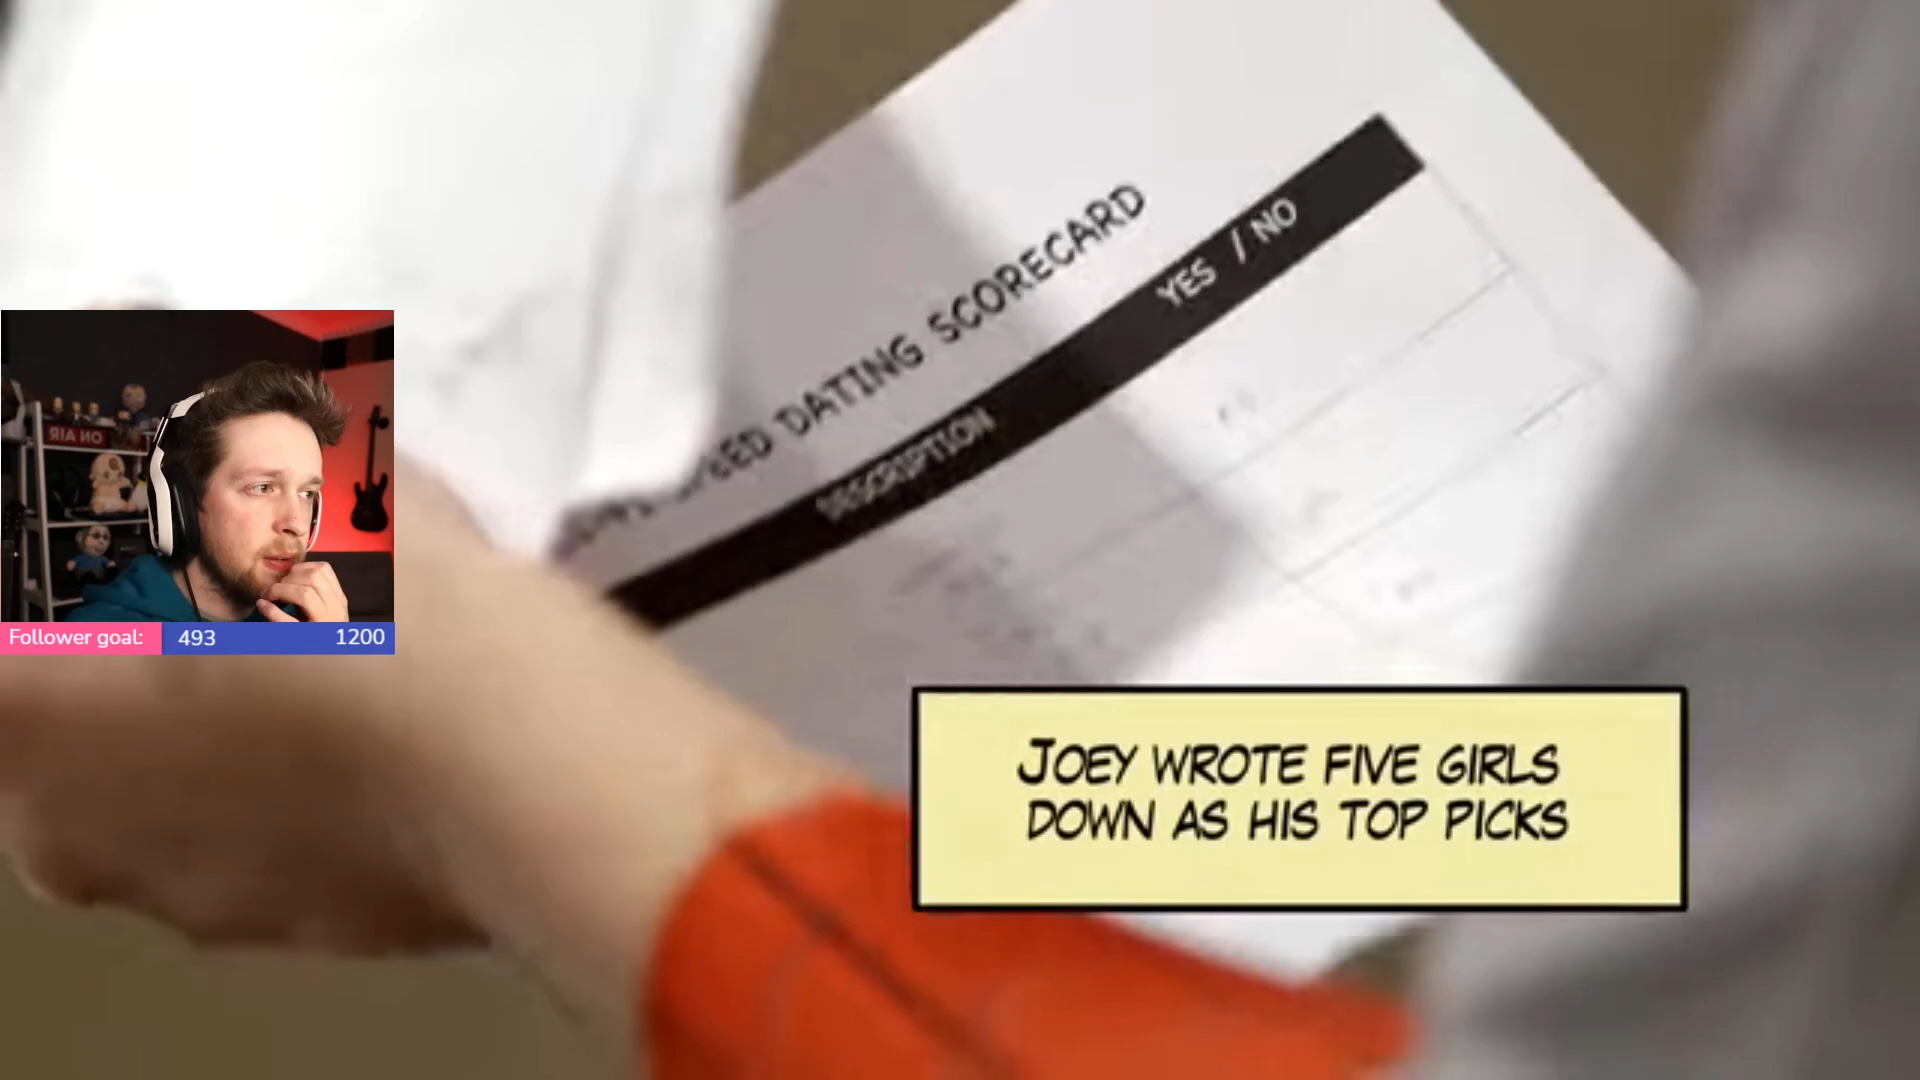 DATING SCORECARD
DESCRIPTION
YES / NO
ON AIR
Follower goal: 493 1200
JOEY WROTE FIVE GIRLS
DOWN AS HIS TOP PICKS